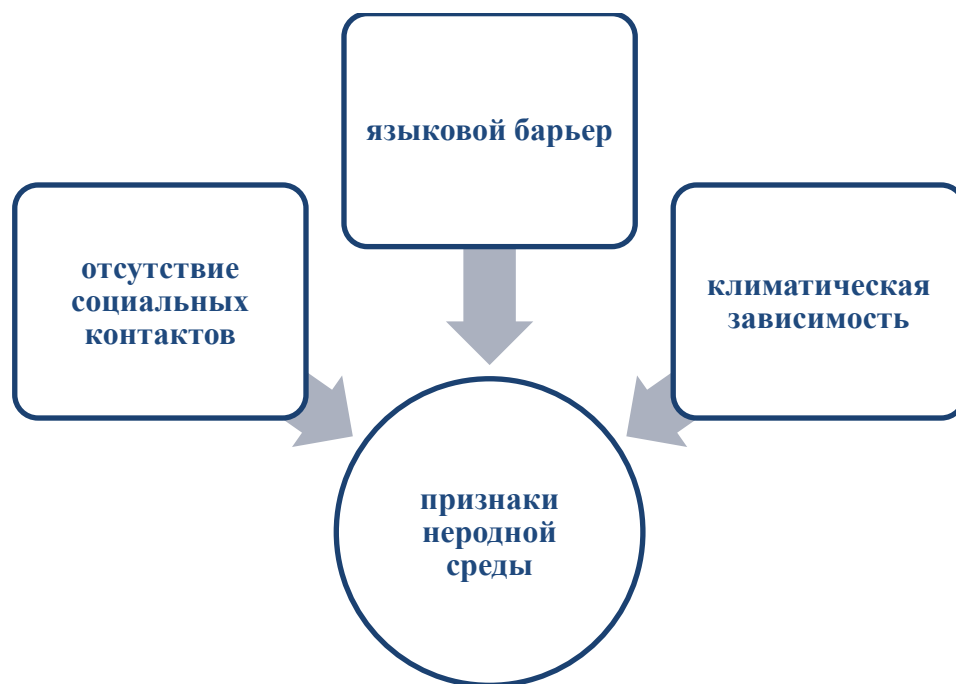 языковой барьер
отсутствие
социальных
контактов
климатическая
зависимость
признаки
неродной
среды